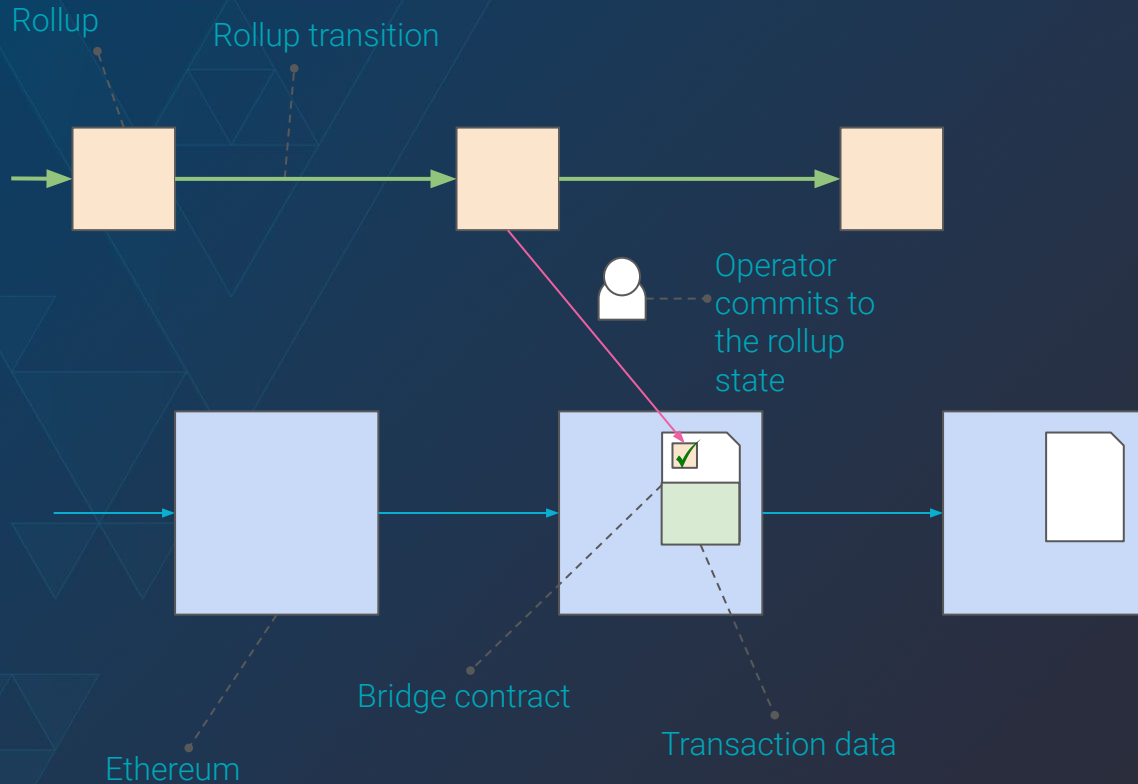 Rollup
Rollup transition
Operator
commits to
the rollup
state
Bridge contract
Transaction data
Ethereum